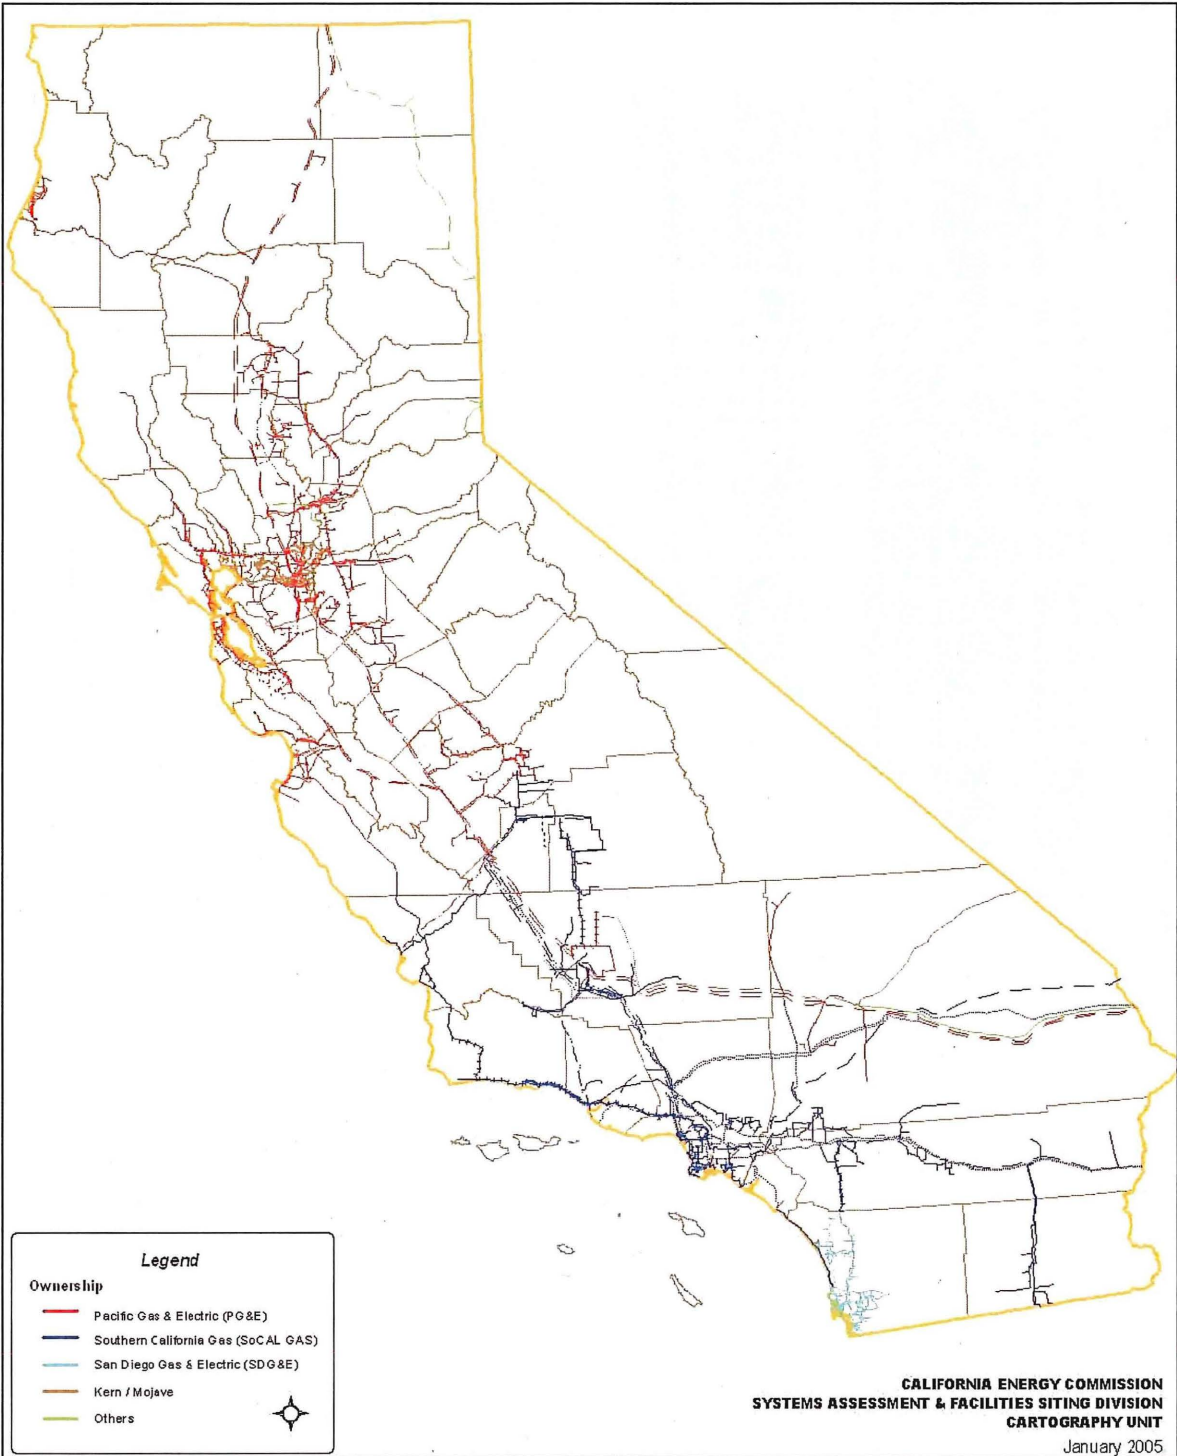 Legend
Ownership
Pacific Gas & Electric (PG&E)
Southern California Gas (SoCAL GAS)
San Diego Gas & Electric (SDG&E)
Kern / Mojave
Others
CALIFORNIA ENERGY COMMISSION
SYSTEMS ASSESSMENT & FACILITIES SITING DIVISION
CARTOGRAPHY UNIT
January 2005